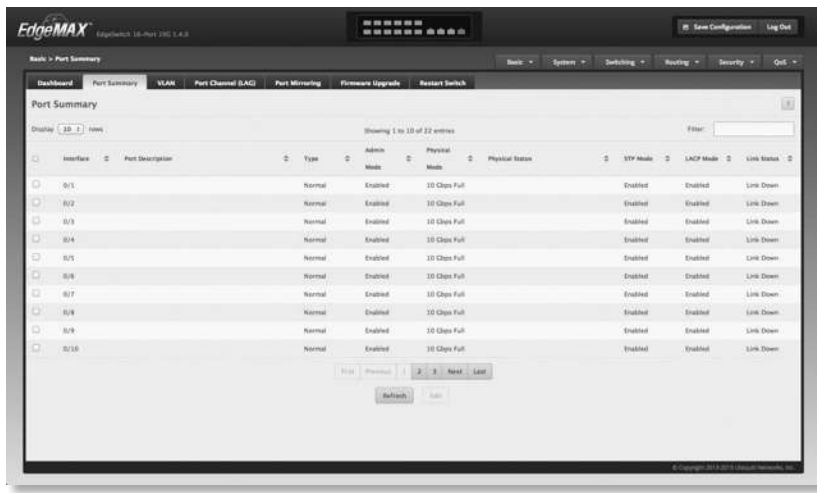 EdgeMAX EdgeSwitch 16-Port 10G 1.4.0
Save Configuration Log Out
Basic > Port Summary
Basic System Switching Routing Security QoS
Dashboard Port Summary VLAN Port Channel (LAG) Port Mirroring Firmware Upgrade Restart Switch
Port Summary
Display 10 rows Showing 1 to 10 of 22 entries Filter:
Interface Port Description Type Admin Mode Physical Mode Physical Status STP Mode LACP Mode Link Status
0/1 Normal Enabled 10 Gbps Full Enabled Enabled Link Down
0/2 Normal Enabled 10 Gbps Full Enabled Enabled Link Down
0/3 Normal Enabled 10 Gbps Full Enabled Enabled Link Down
0/4 Normal Enabled 10 Gbps Full Enabled Enabled Link Down
0/5 Normal Enabled 10 Gbps Full Enabled Enabled Link Down
0/6 Normal Enabled 10 Gbps Full Enabled Enabled Link Down
0/7 Normal Enabled 10 Gbps Full Enabled Enabled Link Down
0/8 Normal Enabled 10 Gbps Full Enabled Enabled Link Down
0/9 Normal Enabled 10 Gbps Full Enabled Enabled Link Down
0/10 Normal Enabled 10 Gbps Full Enabled Enabled Link Down
First Previous 1 2 3 Next Last
Refresh Edit
© Copyright 2013-2015 Ubiquiti Networks, Inc.